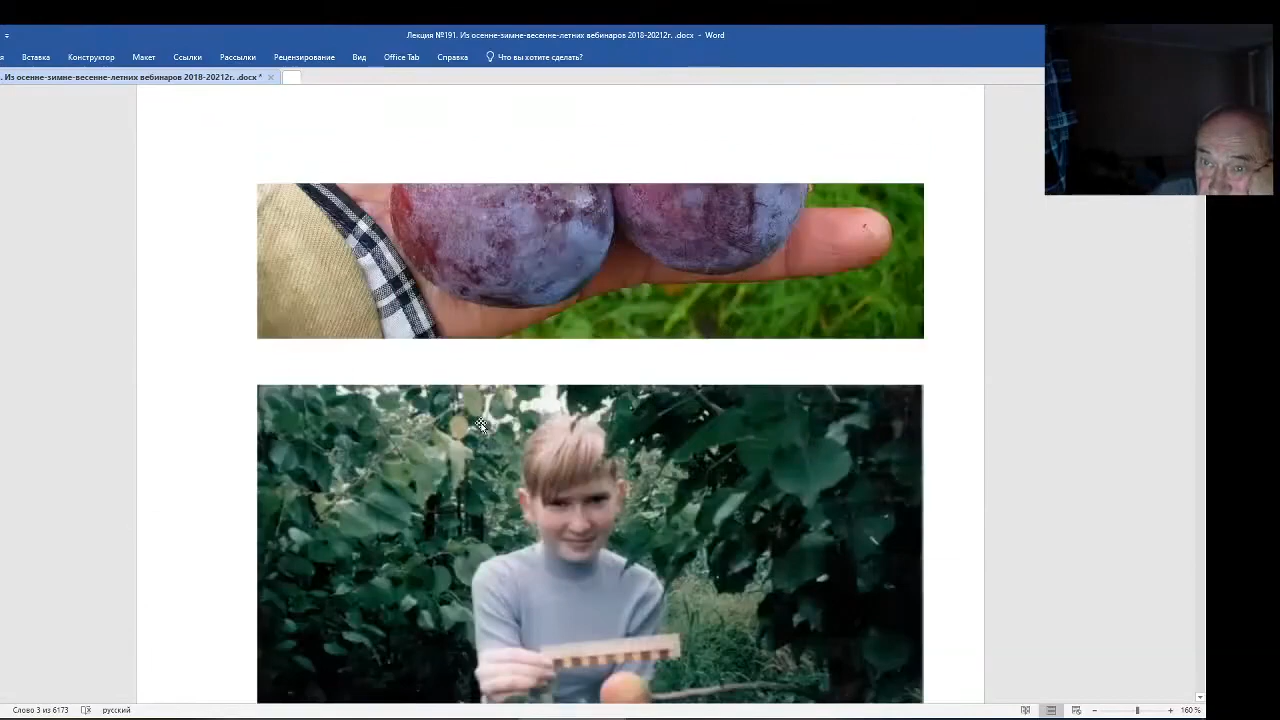 Лекция №191. Из осенне-зимне-весенне-летних вебинаров 2018-20212г. .docx - Word
Вставка Конструктор Макет Ссылки Рассылки Рецензирование Вид Office Tab Справка Что вы хотите сделать?
. Из осенне-зимне-весенне-летних вебинаров 2018-20212г. .docx *
Слово 3 из 6173 русский 160 %